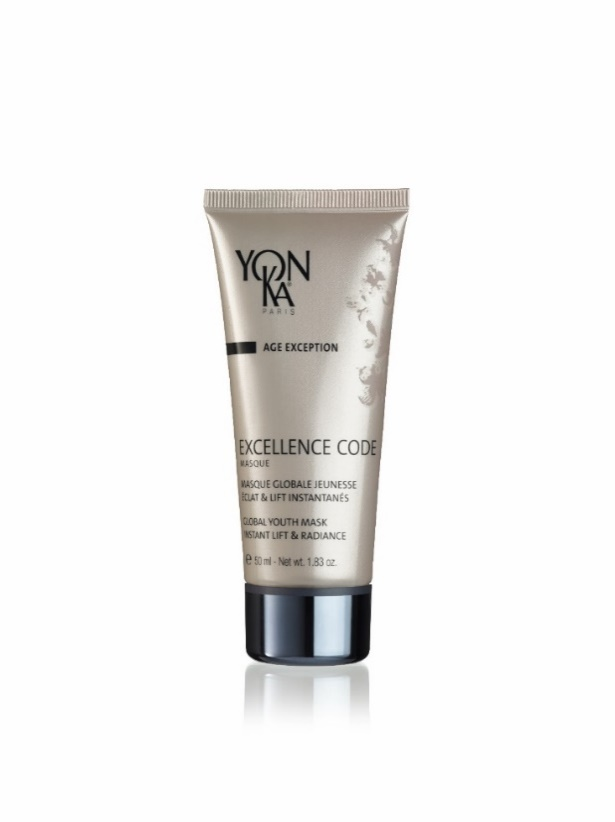 YON
KA®
PARIS
AGE EXCEPTION
EXCELLENCE CODE
MASQUE
MASQUE GLOBALE JEUNESSE
ÉCLAT & LIFT INSTANTANÉS
GLOBAL YOUTH MASK
INSTANT LIFT & RADIANCE
℮ 50 ml - Net wt. 1.83 oz.